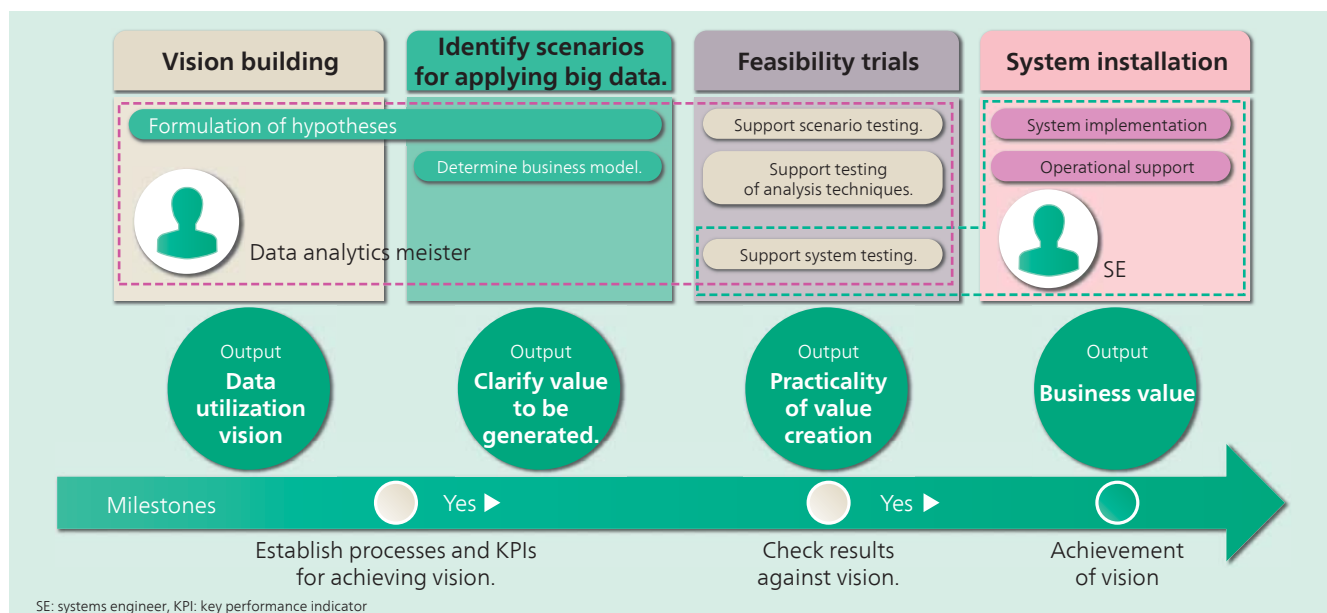 Vision building
Identify scenarios
for applying big data.
Feasibility trials
System installation
Formulation of hypotheses
Determine business model.
Data analytics meister
Support scenario testing.
Support testing
of analysis techniques.
Support system testing.
System implementation
Operational support
SE
Output
Data
utilization
vision
Output
Clarify value
to be
generated.
Output
Practicality
of value
creation
Output
Business value
Milestones
Yes ▶
Yes ▶
Establish processes and KPIs
for achieving vision.
Check results
against vision.
Achievement
of vision
SE: systems engineer, KPI: key performance indicator